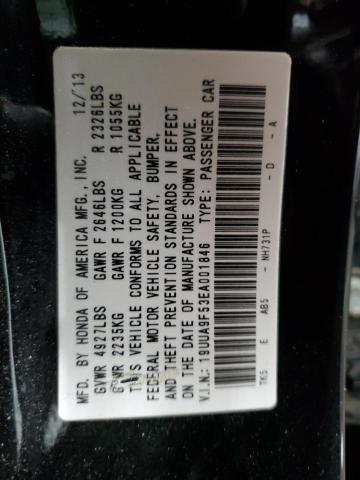 MFD. BY HONDA OF AMERICA MFG., INC. 12/'13
GVWR 4927LBS GAWR F 2646LBS R 2326LBS
GVWR 2235KG GAWR F 1200KG R 1055KG
THIS VEHICLE CONFORMS TO ALL APPLICABLE
FEDERAL MOTOR VEHICLE SAFETY, BUMPER,
AND THEFT PREVENTION STANDARDS IN EFFECT
ON THE DATE OF MANUFACTURE SHOWN ABOVE.
V.I.N.: 19UUA9F53EA001846 TYPE: PASSENGER CAR
TK5 E AB5 - NH731P - D - A